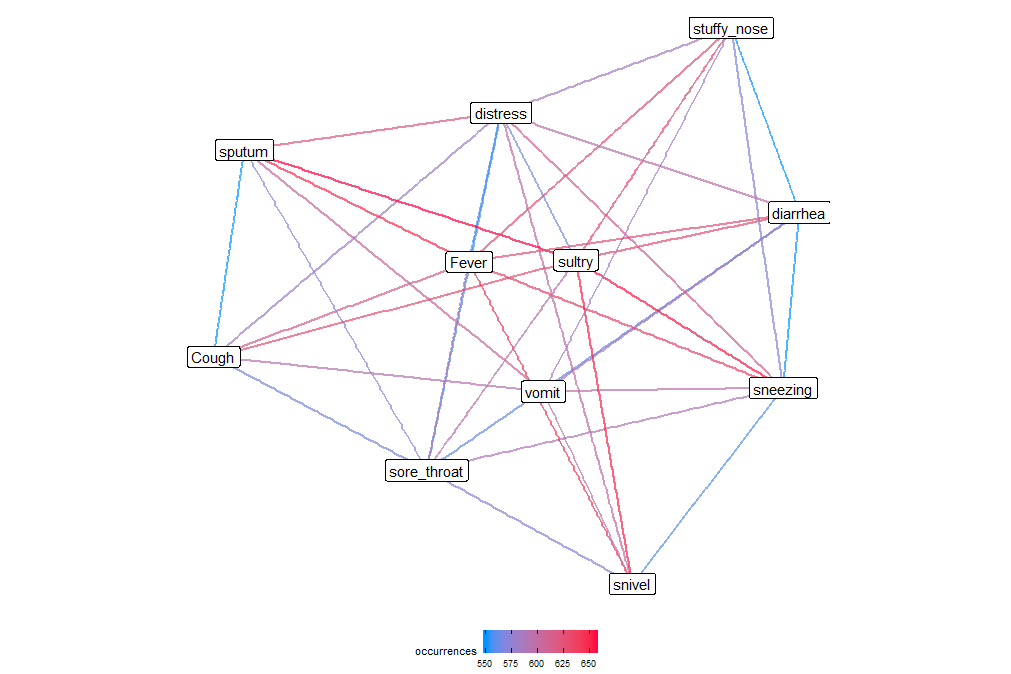 stuffy_nose
distress
sputum
diarrhea
Fever
sultry
Cough
vomit
sneezing
sore_throat
snivel
occurrences
550 575 600 625 650